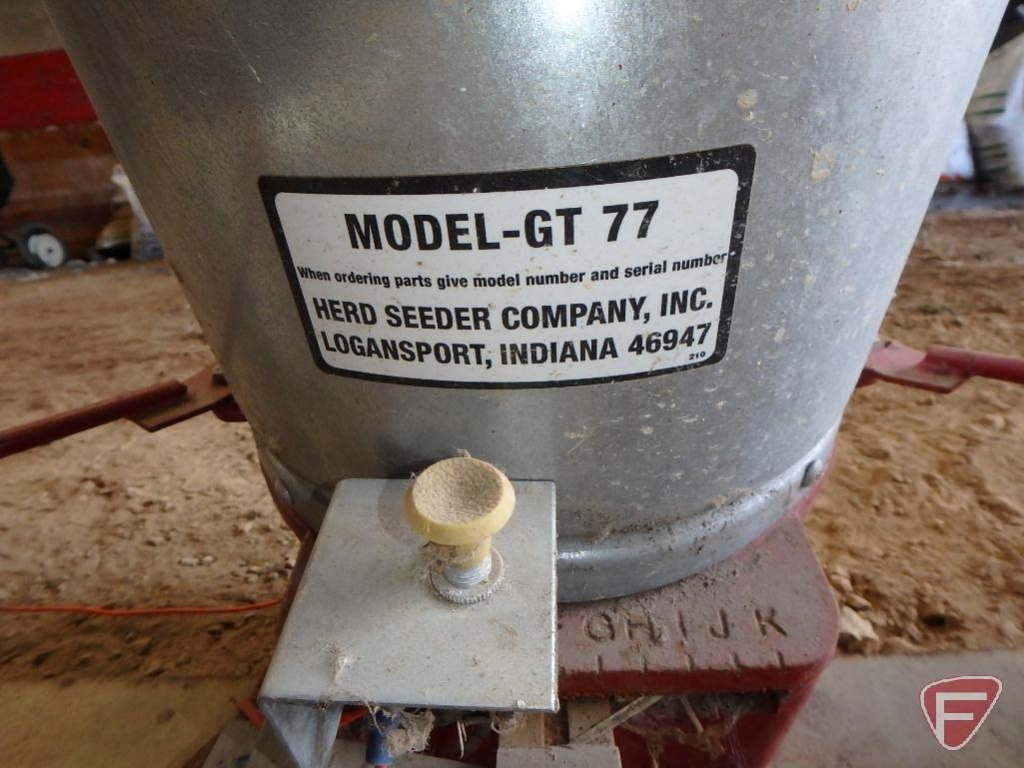 MODEL-GT 77
When ordering parts give model number and serial number
HERD SEEDER COMPANY, INC.
LOGANSPORT, INDIANA 46947
210
G H I J K
F